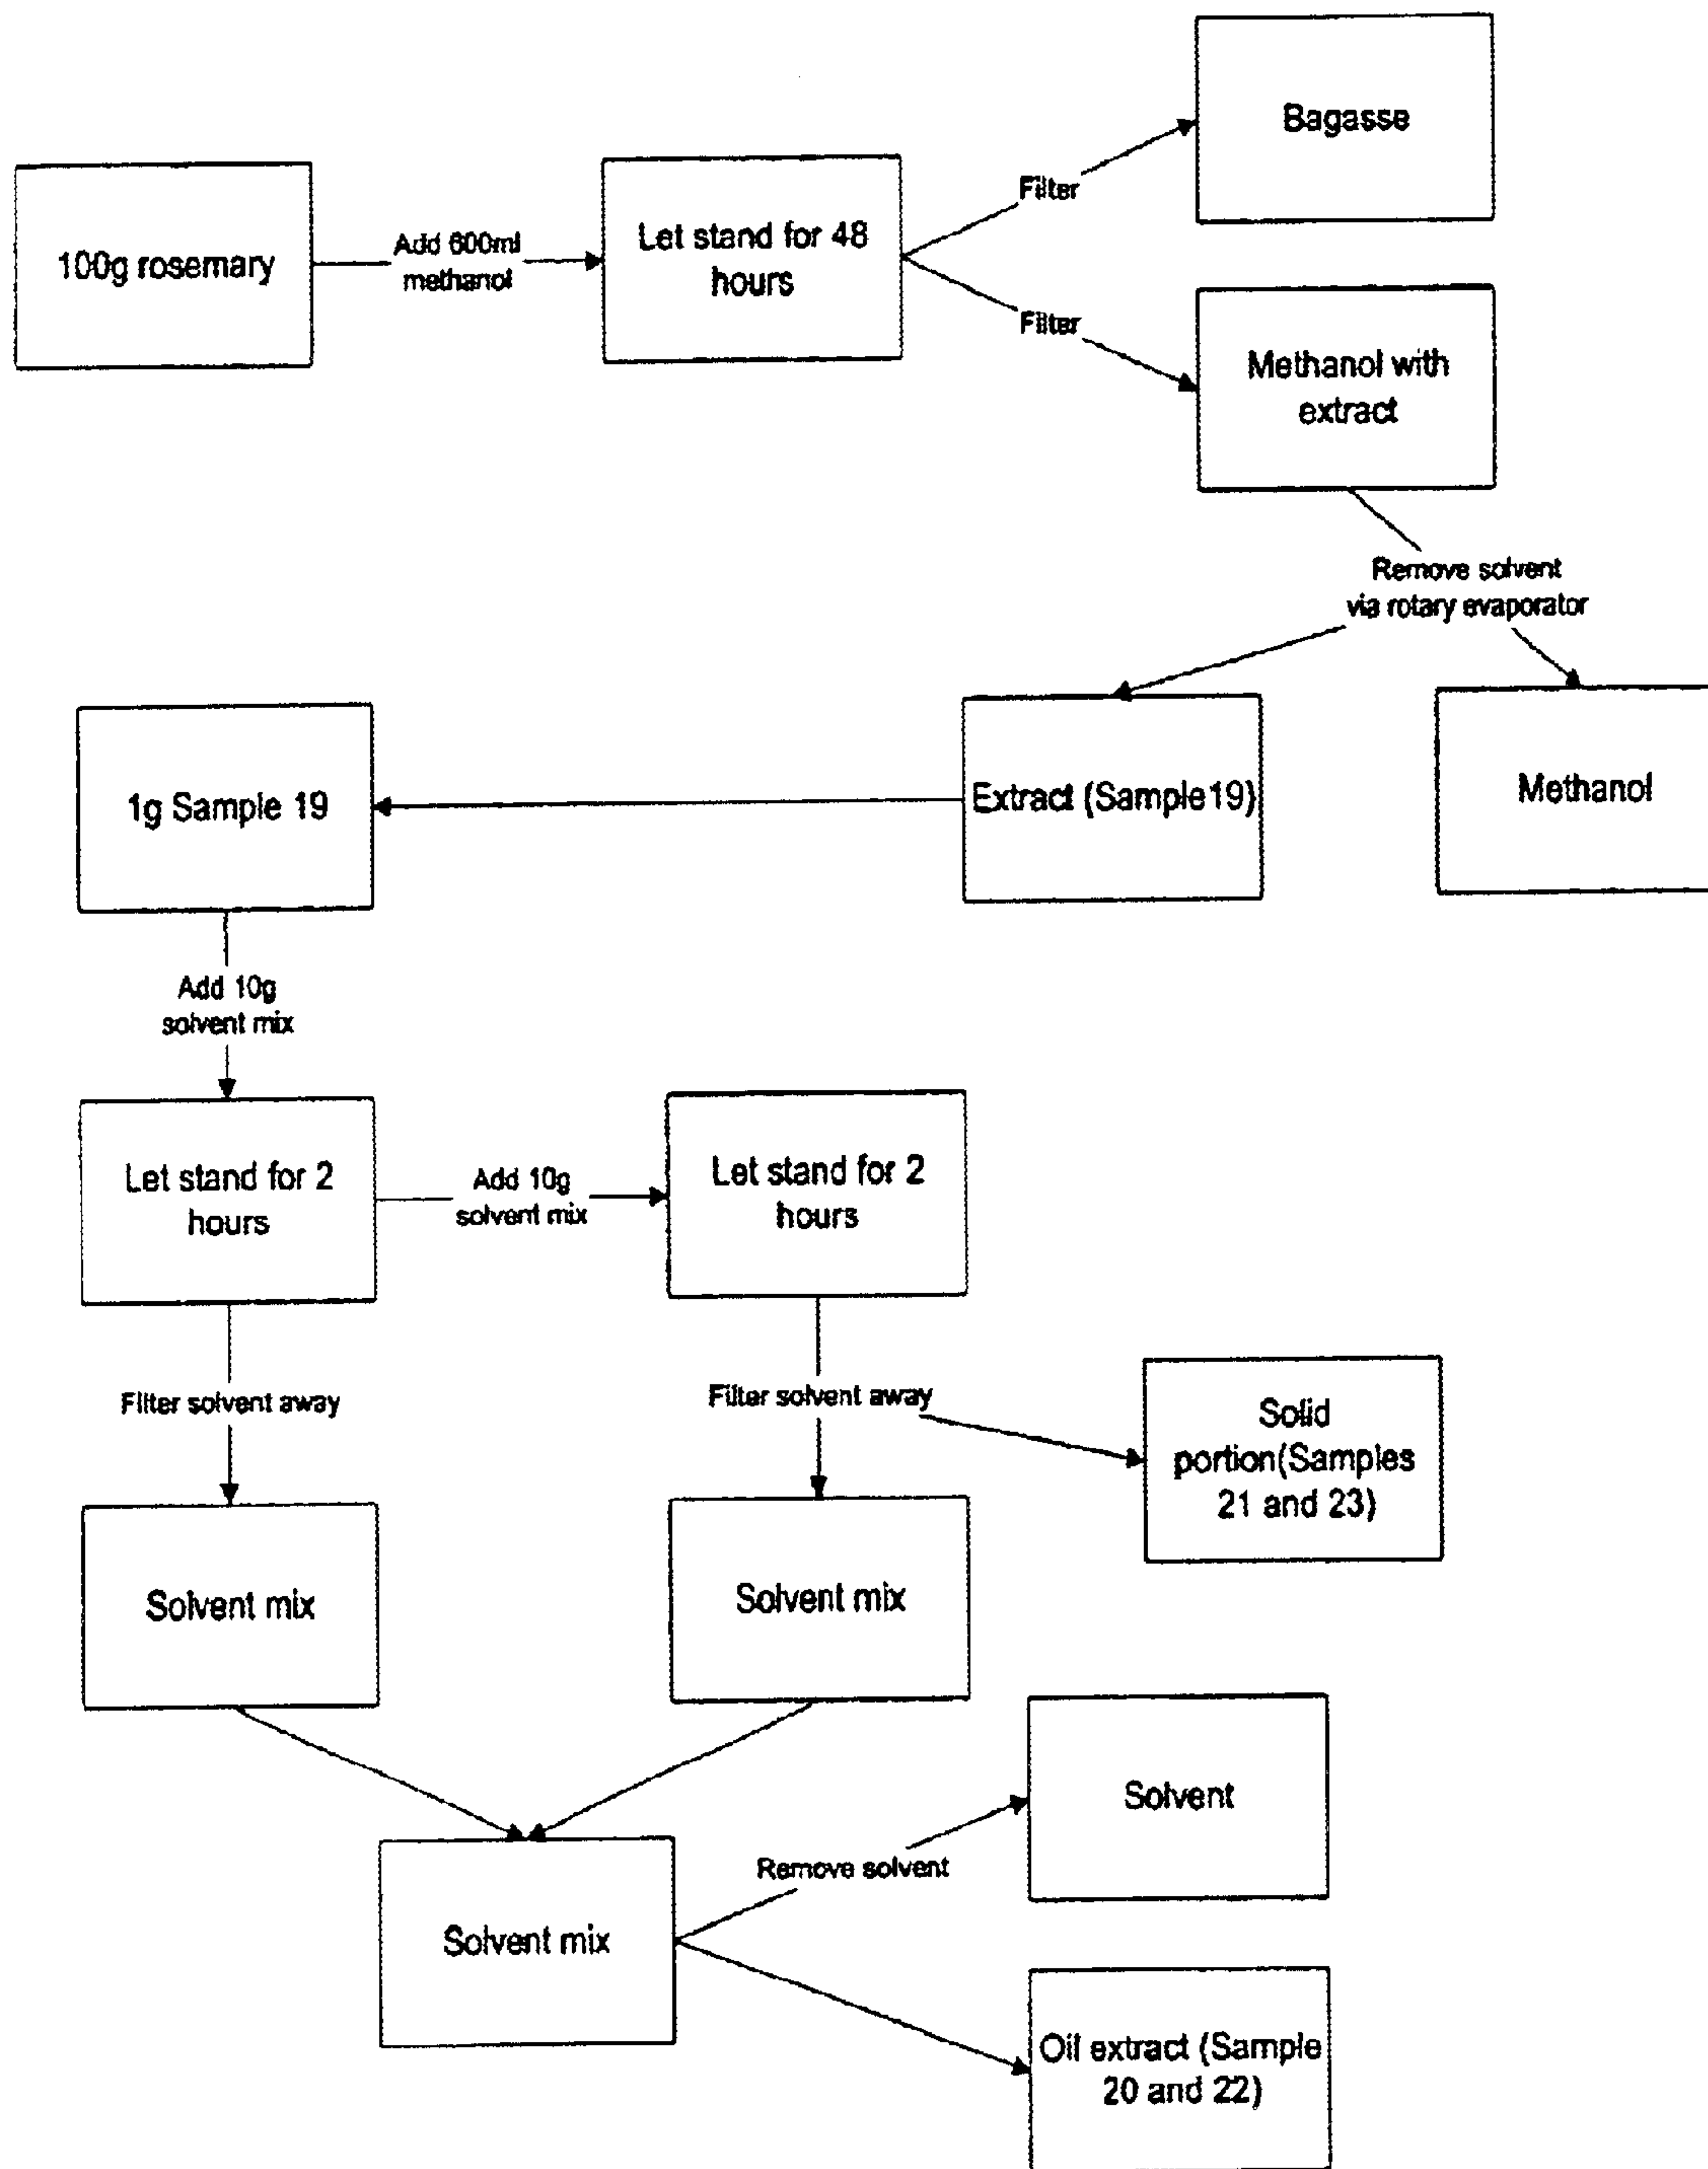 Bagasse
Filter
100g rosemary
Add 600ml
methanol
Let stand for 48
hours
Filter
Methanol with
extract
Remove solvent
via rotary evaporator
1g Sample 19
Extract (Sample19)
Methanol
Add 10g
solvent mix
Let stand for 2
hours
Add 10g
solvent mix
Let stand for 2
hours
Filter solvent away
Filter solvent away
Solid
portion(Samples
21 and 23)
Solvent mix
Solvent mix
Solvent
Remove solvent
Solvent mix
Oil extract (Sample
20 and 22)